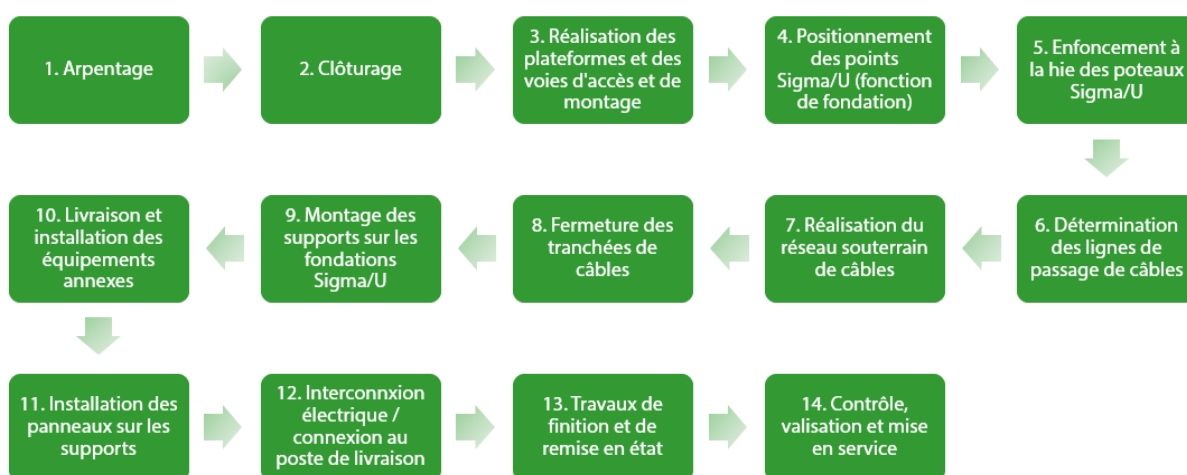 1. Arpentage
2. Clôturage
3. Réalisation des
plateformes et des
voies d'accès et de
montage
4. Positionnement
des points
Sigma/U (fonction
de fondation)
5. Enfoncement à
la hie des poteaux
Sigma/U
6. Détermination
des lignes de
passage de câbles
7. Réalisation du
réseau souterrain
de câbles
8. Fermeture des
tranchées de
câbles
9. Montage des
supports sur les
fondations
Sigma/U
10. Livraison et
installation des
équipements
annexes
11. Installation des
panneaux sur les
supports
12. Interconnxion
électrique /
connexion au
poste de livraison
13. Travaux de
finition et de
remise en état
14. Contrôle,
valisation et mise
en service